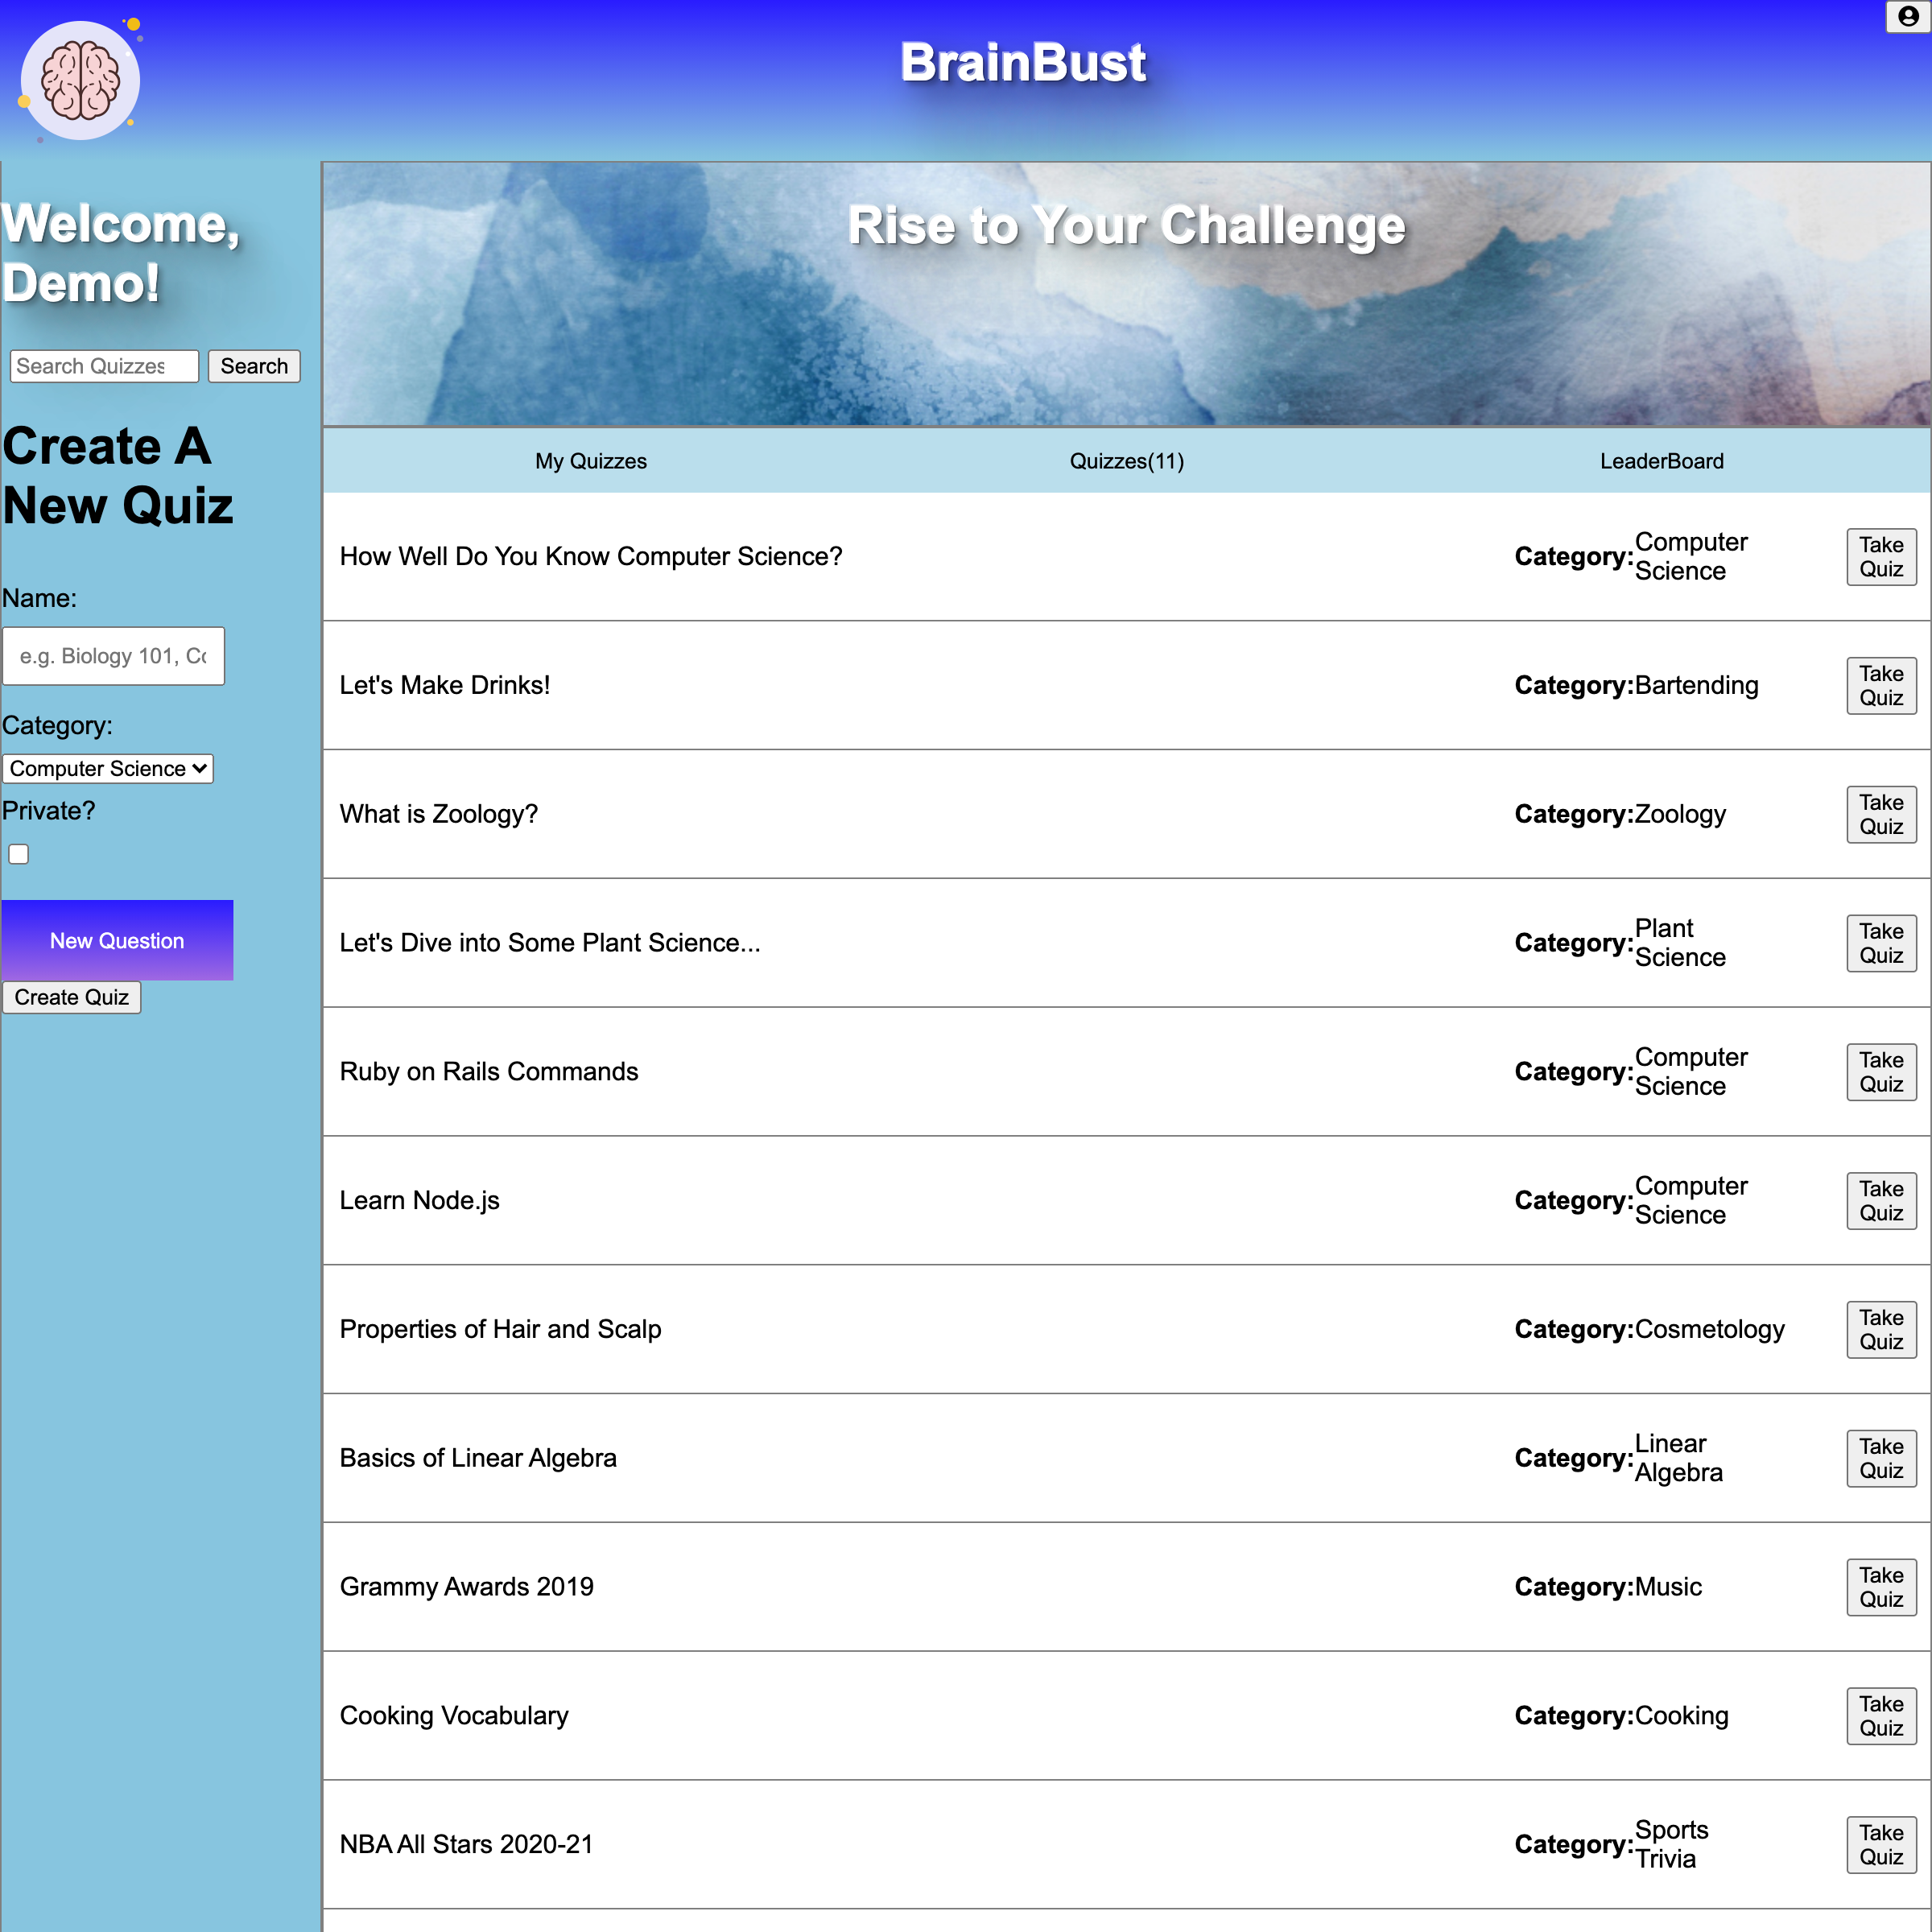 BrainBust
Welcome,
Demo!
Search Quizzes
Search
Create A
New Quiz
Name:
e.g. Biology 101, Co
Category:
Computer Science
Private?
New Question
Create Quiz
Rise to Your Challenge
My Quizzes
Quizzes(11)
LeaderBoard
How Well Do You Know Computer Science?
Category:Computer
Science
Take
Quiz
Let's Make Drinks!
Category:Bartending
Take
Quiz
What is Zoology?
Category:Zoology
Take
Quiz
Let's Dive into Some Plant Science...
Category:Plant
Science
Take
Quiz
Ruby on Rails Commands
Category:Computer
Science
Take
Quiz
Learn Node.js
Category:Computer
Science
Take
Quiz
Properties of Hair and Scalp
Category:Cosmetology
Take
Quiz
Basics of Linear Algebra
Category:Linear
Algebra
Take
Quiz
Grammy Awards 2019
Category:Music
Take
Quiz
Cooking Vocabulary
Category:Cooking
Take
Quiz
NBA All Stars 2020-21
Category:Sports
Trivia
Take
Quiz